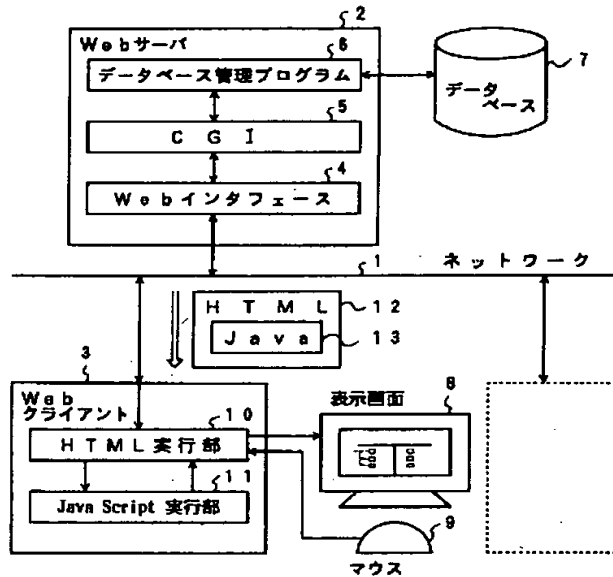 2
Webサーバ
6
データベース管理プログラム
7
データ
ベース
5
CGI
4
Webインタフェース
1
ネットワーク
HTML
12
Java
13
3
Web
クライアント
10
HTML実行部
11
Java Script 実行部
表示画面
8
9
マウス